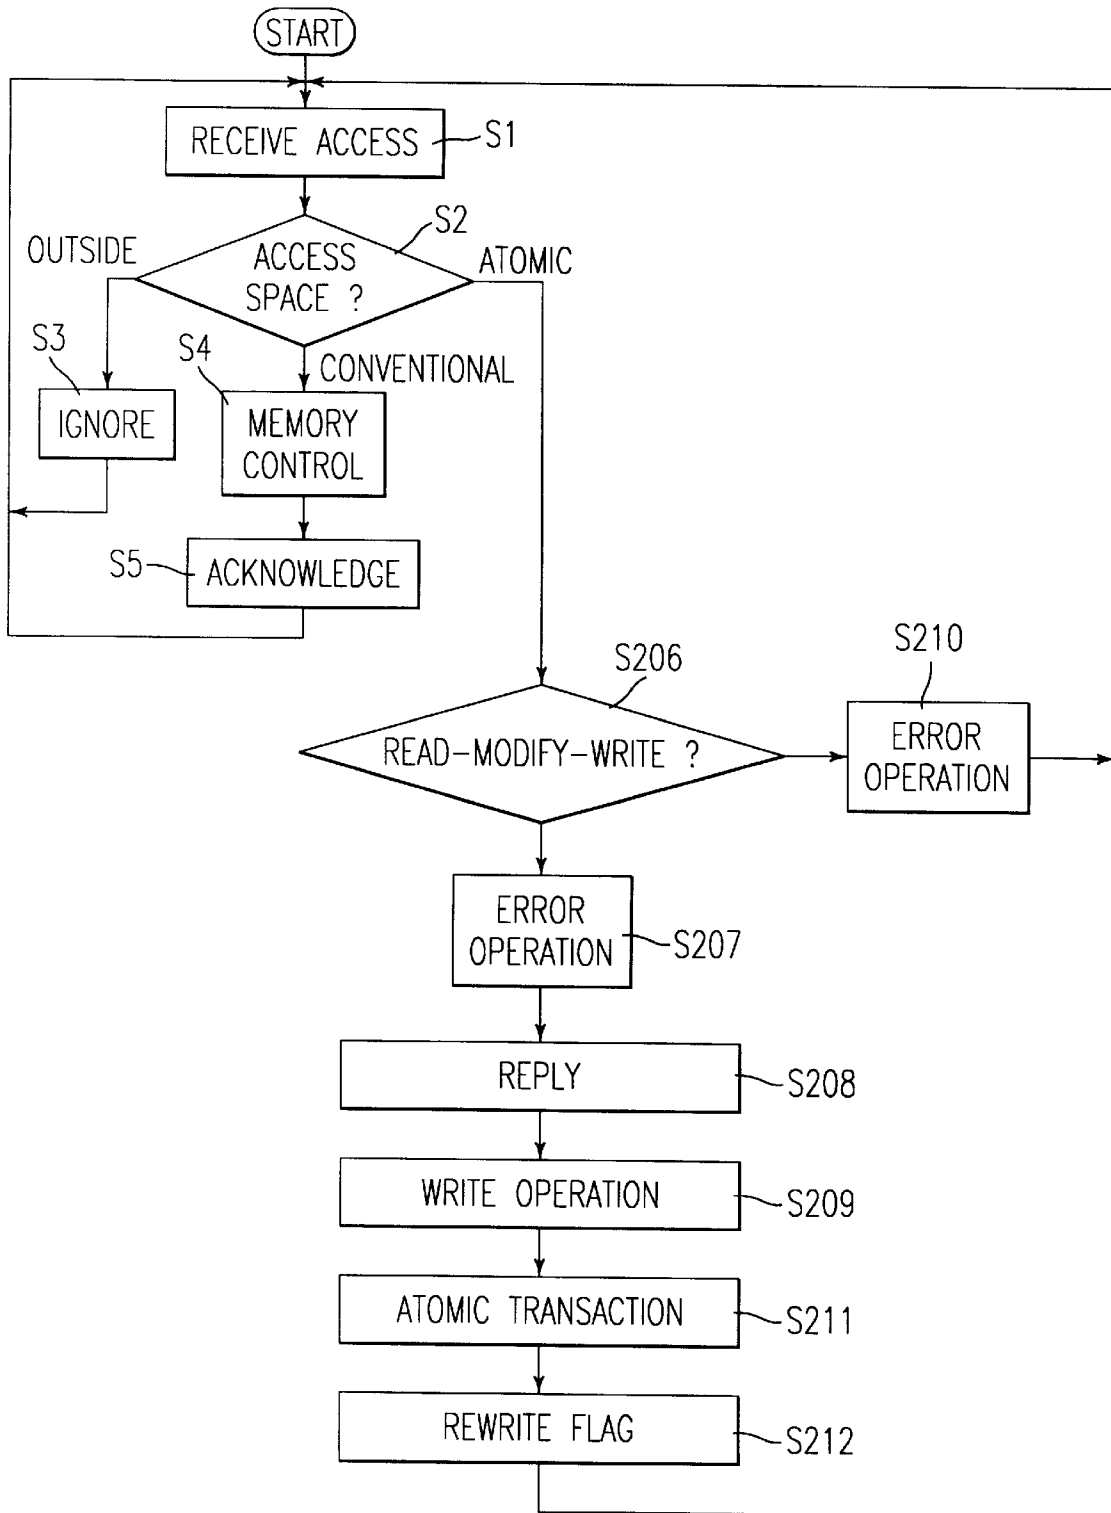 START
RECEIVE ACCESS
S1
S2
OUTSIDE
ACCESS
SPACE ?
ATOMIC
S3
S4
CONVENTIONAL
IGNORE
MEMORY
CONTROL
S5
ACKNOWLEDGE
S206
S210
READ-MODIFY-WRITE ?
ERROR
OPERATION
ERROR
OPERATION
S207
REPLY
S208
WRITE OPERATION
S209
ATOMIC TRANSACTION
S211
REWRITE FLAG
S212